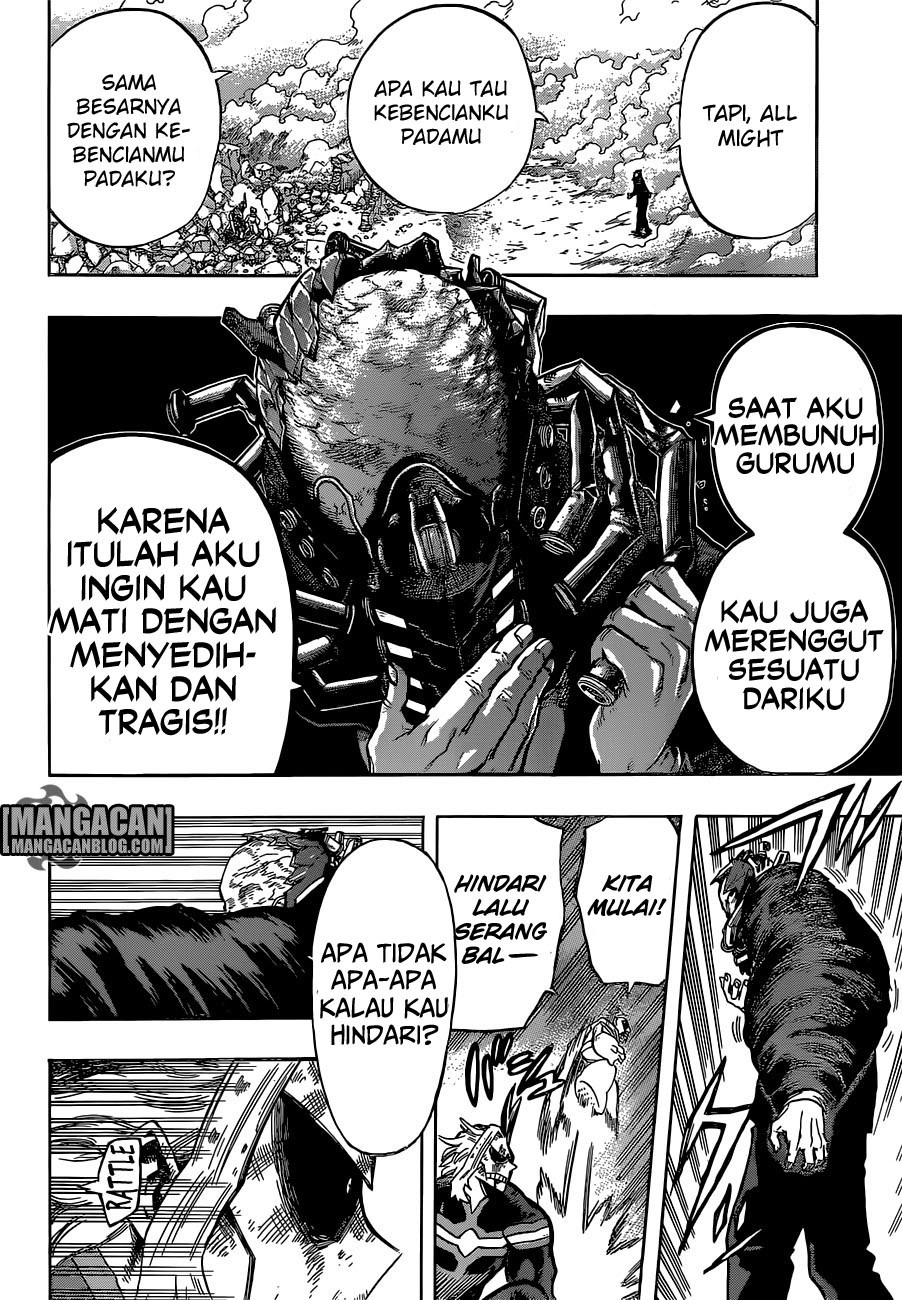 TAPI, ALL
MIGHT
APA KAU TAU
KEBENCIANKU
PADAMU
SAMA
BESARNYA
DENGAN KE-
BENCIANMU
PADAKU?
SAAT AKU
MEMBUNUH
GURUMU
KAU JUGA
MERENGGUT
SESUATU
DARIKU
KARENA
ITULAH AKU
INGIN KAU
MATI DENGAN
MENYEDIH-
KAN DAN
TRAGIS!!
KITA
MULAI!
HINDARI
LALU
SERANG
BAL—
APA TIDAK
APA-APA
KALAU KAU
HINDARI?
RATTLE
[MANGACAN]
MANGACANBLOG.COM